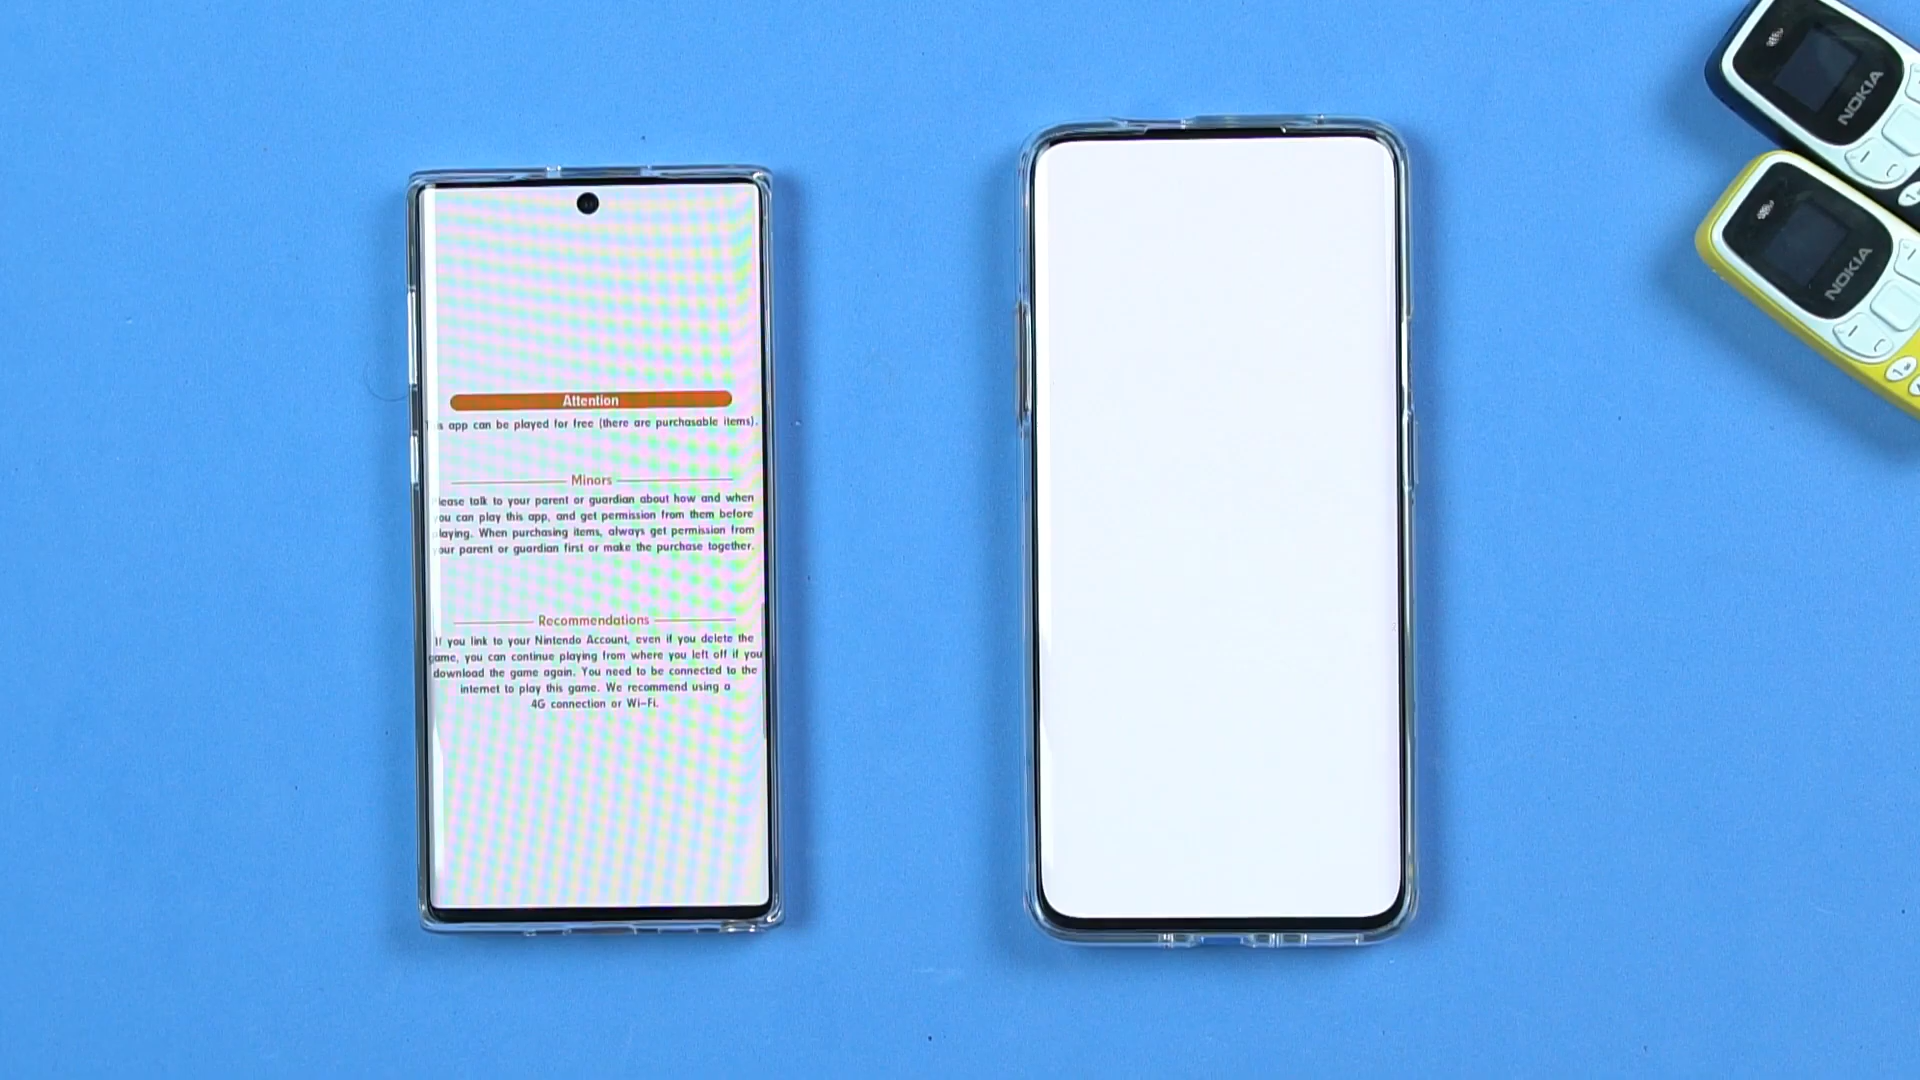 Attention
is app can be played for free (there are purchasable items).
Minors
lease talk to your parent or guardian about how and when
ou can play this app, and get permission from them before
laying. When purchasing items, always get permission from
our parent or guardian first or make the purchase together.
Recommendations
If you link to your Nintendo Account, even if you delete the
game, you can continue playing from where you left off if you
download the game again. You need to be connected to the
internet to play this game. We recommend using a
4G connection or Wi-Fi.
NOKIA
NOKIA